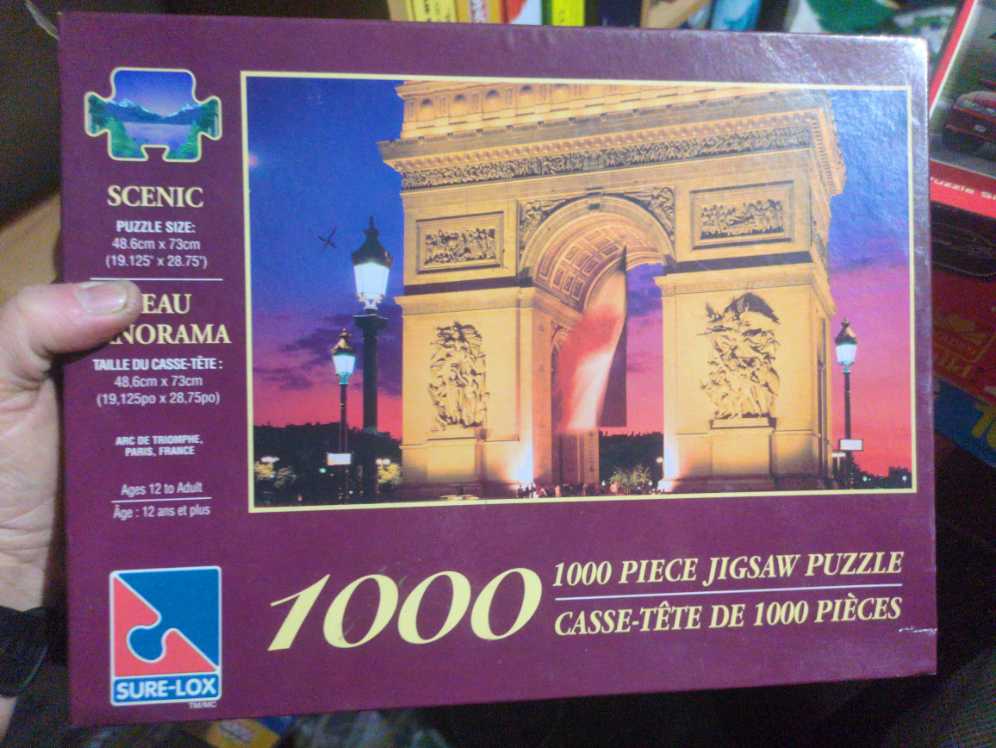 SCENIC
PUZZLE SIZE:
48.6cm x 73cm
(19.125" x 28.75")
EAU
NORAMA
TAILLE DU CASSE-TÊTE :
48,6cm x 73cm
(19,125po x 28,75po)
ARC DE TRIOMPHE,
PARIS, FRANCE
Ages 12 to Adult
Âge : 12 ans et plus
SURE-LOX
TM/MC
1000
1000 PIECE JIGSAW PUZZLE
CASSE-TÊTE DE 1000 PIÈCES